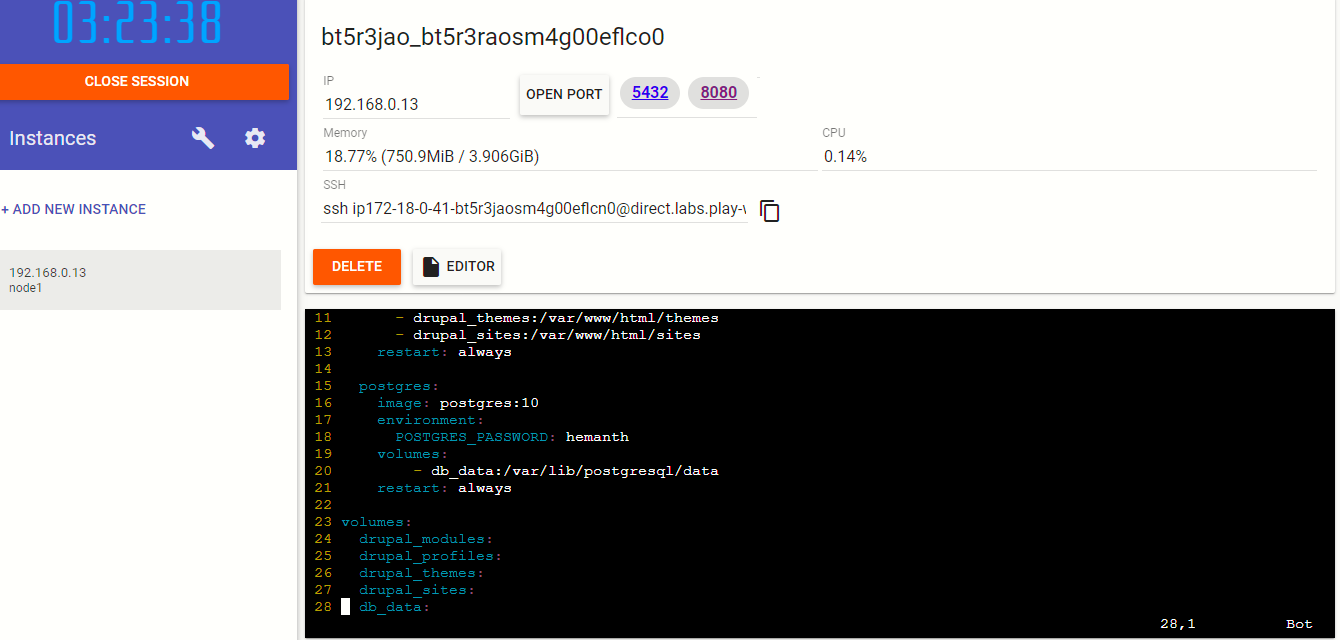 03:23:38
CLOSE SESSION
Instances
+ ADD NEW INSTANCE
192.168.0.13
node1
bt5r3jao_bt5r3raosm4g00eflco0
IP
192.168.0.13
OPEN PORT
5432
8080
Memory
18.77% (750.9MiB / 3.906GiB)
CPU
0.14%
SSH
ssh ip172-18-0-41-bt5r3jaosm4g00eflcn0@direct.labs.play-w
DELETE
EDITOR
11       - drupal_themes:/var/www/html/themes
12       - drupal_sites:/var/www/html/sites
13     restart: always
14
15   postgres:
16     image: postgres:10
17     environment:
18       POSTGRES_PASSWORD: hemanth
19     volumes:
20         - db_data:/var/lib/postgresql/data
21     restart: always
22
23 volumes:
24   drupal_modules:
25   drupal_profiles:
26   drupal_themes:
27   drupal_sites:
28   db_data:
28,1 Bot